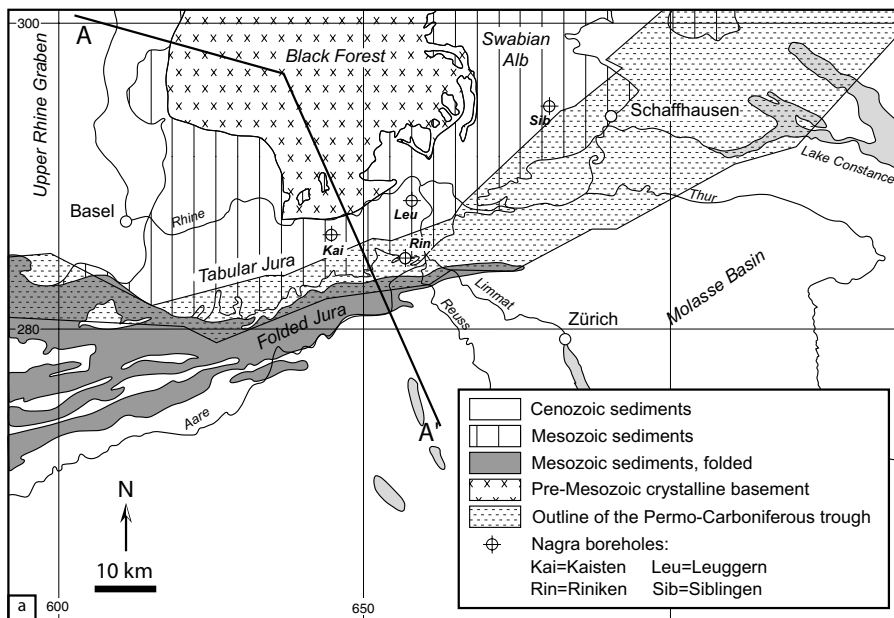 300
A
Black Forest
Swabian
Alb
Upper Rhine Graben
Sib
Schaffhausen
Lake Constance
Basel
Rhine
Leu
Thur
Kai
Rin
Tabular Jura
Molasse Basin
280
Folded Jura
Limmat
Reuss
Zürich
Aare
A'
Cenozoic sediments
Mesozoic sediments
Mesozoic sediments, folded
Pre-Mesozoic crystalline basement
Outline of the Permo-Carboniferous trough
Nagra boreholes:
Kai=Kaisten Leu=Leuggern
Rin=Riniken Sib=Siblingen
N
10 km
a
600
650